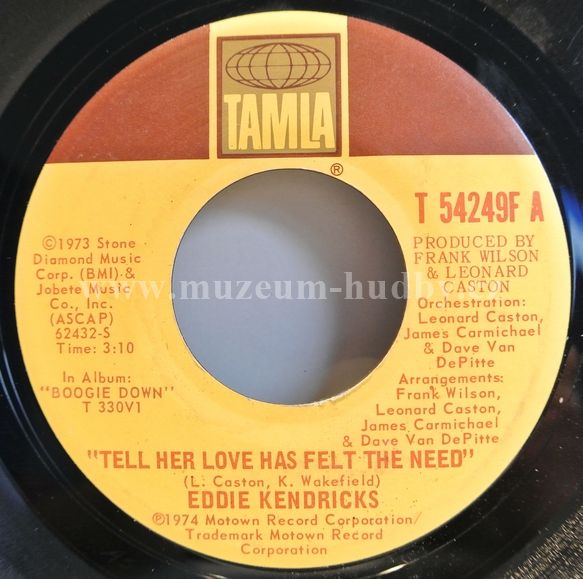 TAMLA
®
T 54249F A
©1973 Stone
Diamond Music
Corp. (BMI) &
Jobete Music
Co., Inc.
(ASCAP)
62432-S
Time: 3:10
In Album:
"BOOGIE DOWN"
T 330V1
PRODUCED BY
FRANK WILSON
& LEONARD
CASTON
Orchestration:
Leonard Caston,
James Carmichael
& Dave Van
DePitte
Arrangements:
Frank Wilson,
Leonard Caston,
James Carmichael
& Dave Van DePitte
www.muzeum-hudby.cz
"TELL HER LOVE HAS FELT THE NEED"
(L. Caston, K. Wakefield)
EDDIE KENDRICKS
℗1974 Motown Record Corporation/
Trademark Motown Record
Corporation